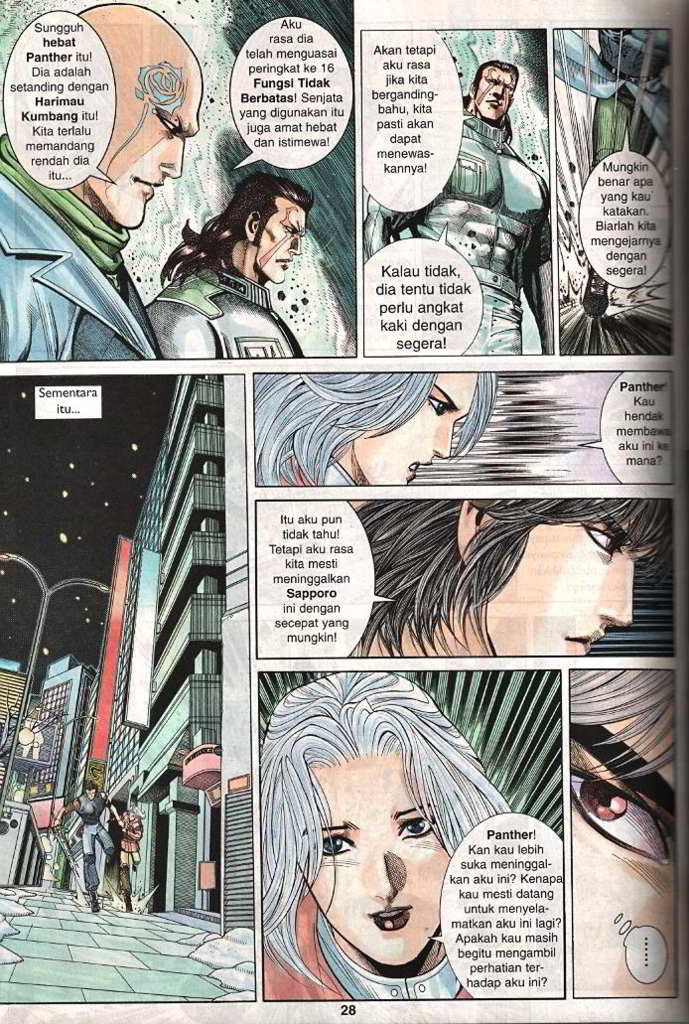 Sungguh
hebat
Panther itu!
Dia adalah
setanding dengan
Harimau
Kumbang itu!
Kita terlalu
memandang
rendah dia
itu...
Aku
rasa dia
telah menguasai
peringkat ke 16
Fungsi Tidak
Berbatas! Senjata
yang digunakan itu
juga amat hebat
dan istimewa!
Akan tetapi
aku rasa
jika kita
berganding-
bahu, kita
pasti akan
dapat
menewas-
kannya!
Kalau tidak,
dia tentu tidak
perlu angkat
kaki dengan
segera!
Mungkin
benar apa
yang kau
katakan.
Biarlah kita
mengejarnya
dengan
segera!
Sementara
itu...
Panther!
Kau
hendak
membawa
aku ini ke
mana?
Itu aku pun
tidak tahu!
Tetapi aku rasa
kita mesti
meninggalkan
Sapporo
ini dengan
secepat yang
mungkin!
Panther!
Kan kau lebih
suka meninggal-
kan aku ini? Kenapa
kau mesti datang
untuk menyela-
matkan aku ini lagi?
Apakah kau masih
begitu mengambil
perhatian ter-
hadap aku ini?
......
28